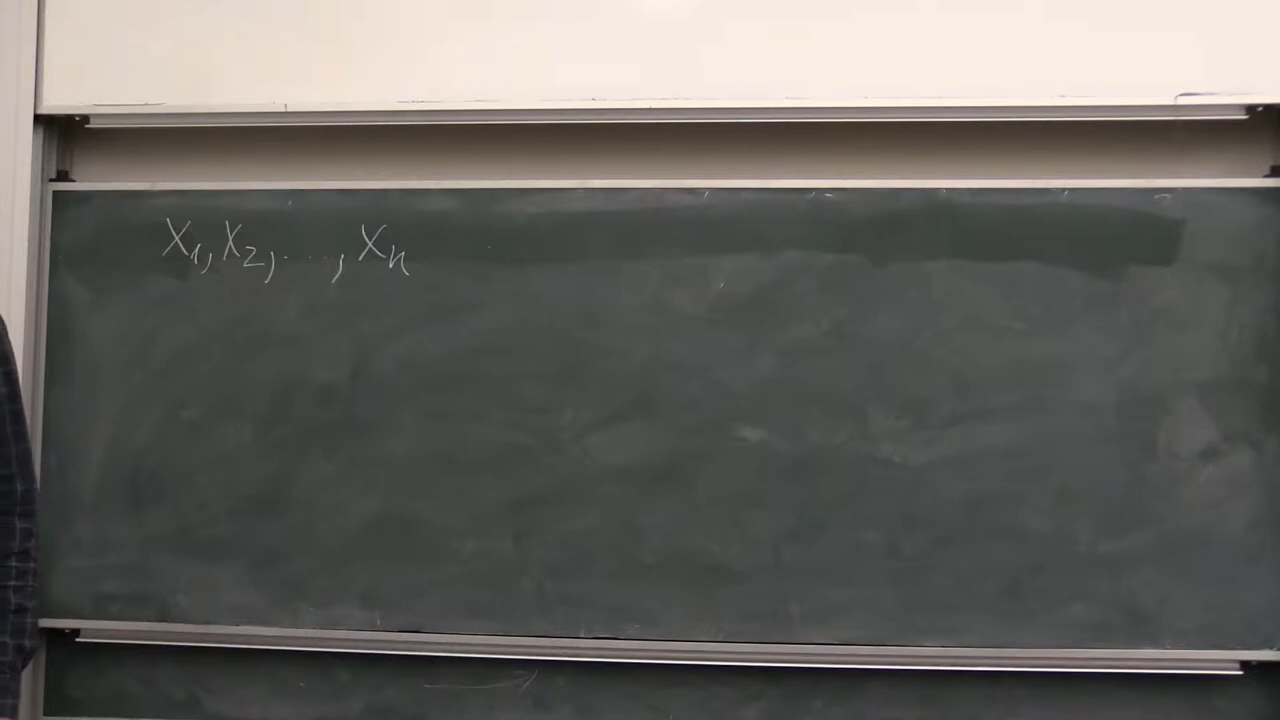 X₁, X₂, ..., Xₙ